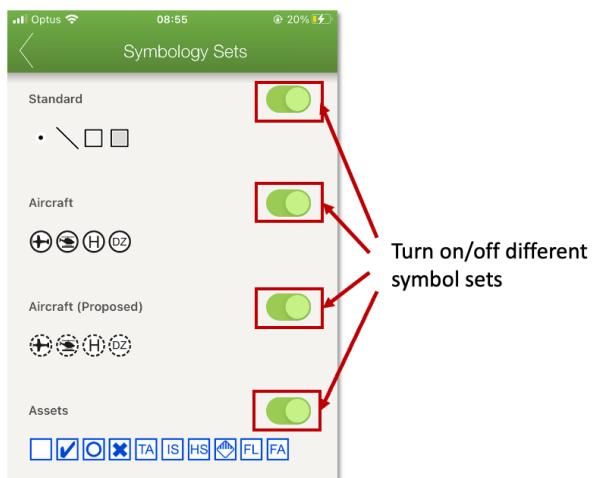 Optus 08:55 20%
Symbology Sets
Standard
Aircraft
H DZ
Turn on/off different
symbol sets
Aircraft (Proposed)
H DZ
Assets
TA IS HS FL FA